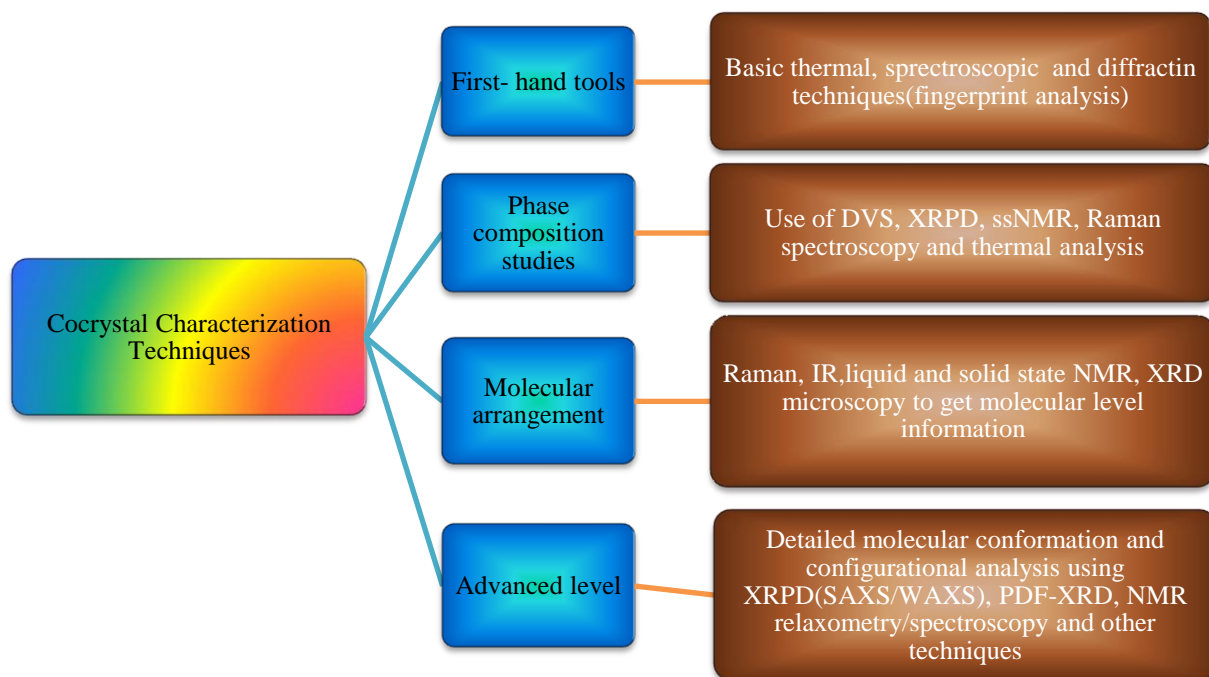 Cocrystal Characterization
Techniques
First- hand tools
Basic thermal, sprectroscopic and diffractin
techniques(fingerprint analysis)
Phase
composition
studies
Use of DVS, XRPD, ssNMR, Raman
spectroscopy and thermal analysis
Molecular
arrangement
Raman, IR,liquid and solid state NMR, XRD
microscopy to get molecular level
information
Advanced level
Detailed molecular conformation and
configurational analysis using
XRPD(SAXS/WAXS), PDF-XRD, NMR
relaxometry/spectroscopy and other
techniques